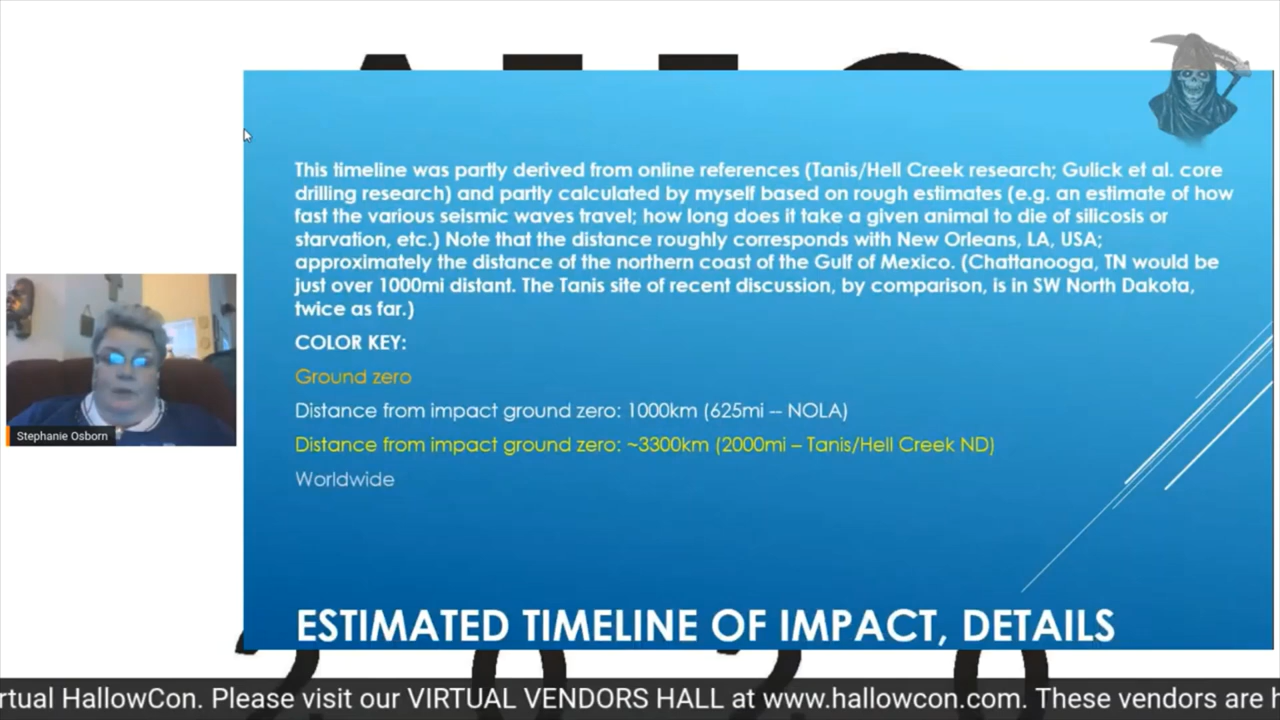 This timeline was partly derived from online references (Tanis/Hell Creek research; Gulick et al. core
drilling research) and partly calculated by myself based on rough estimates (e.g. an estimate of how
fast the various seismic waves travel; how long does it take a given animal to die of silicosis or
starvation, etc.) Note that the distance roughly corresponds with New Orleans, LA, USA;
approximately the distance of the northern coast of the Gulf of Mexico. (Chattanooga, TN would be
just over 1000mi distant. The Tanis site of recent discussion, by comparison, is in SW North Dakota,
twice as far.)
COLOR KEY:
Ground zero
Distance from impact ground zero: 1000km (625mi -- NOLA)
Distance from impact ground zero: ~3300km (2000mi – Tanis/Hell Creek ND)
Worldwide
Stephanie Osborn
ESTIMATED TIMELINE OF IMPACT, DETAILS
HallowCon. Please visit our VIRTUAL VENDORS HALL at www.hallowcon.com. These vendors are